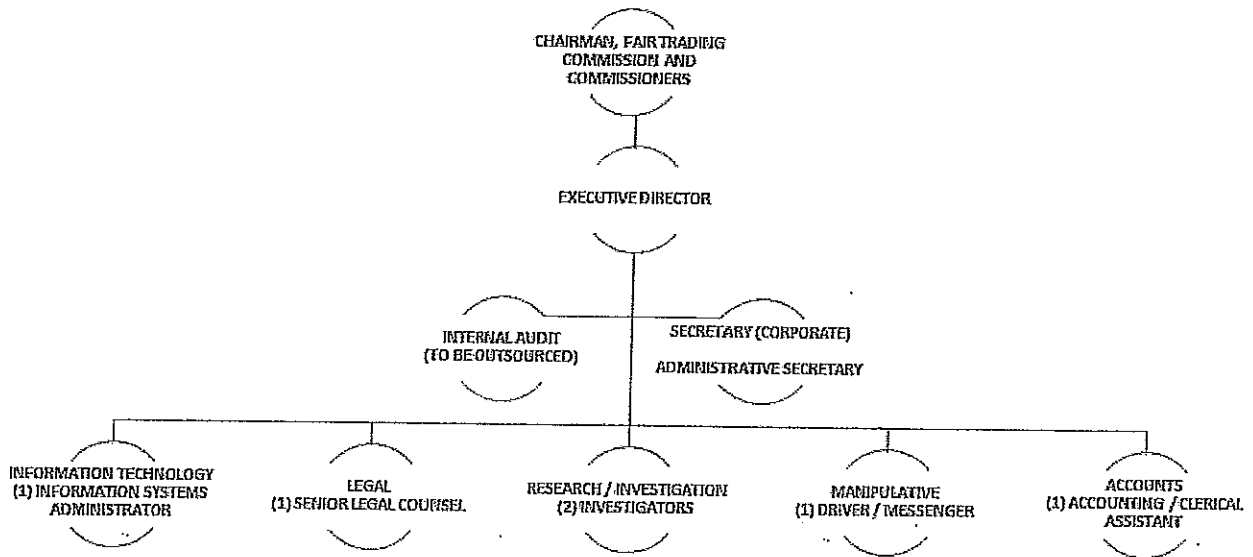 CHAIRMAN, FAIR TRADING
COMMISSION AND
COMMISSIONERS
EXECUTIVE DIRECTOR
INTERNAL AUDIT
(TO BE OUTSOURCED)
SECRETARY (CORPORATE)
ADMINISTRATIVE SECRETARY
INFORMATION TECHNOLOGY
(1) INFORMATION SYSTEMS
ADMINISTRATOR
LEGAL
(1) SENIOR LEGAL COUNSEL
RESEARCH / INVESTIGATION
(2) INVESTIGATORS
MANIPULATIVE
(1) DRIVER / MESSENGER
ACCOUNTS
(1) ACCOUNTING / CLERICAL
ASSISTANT